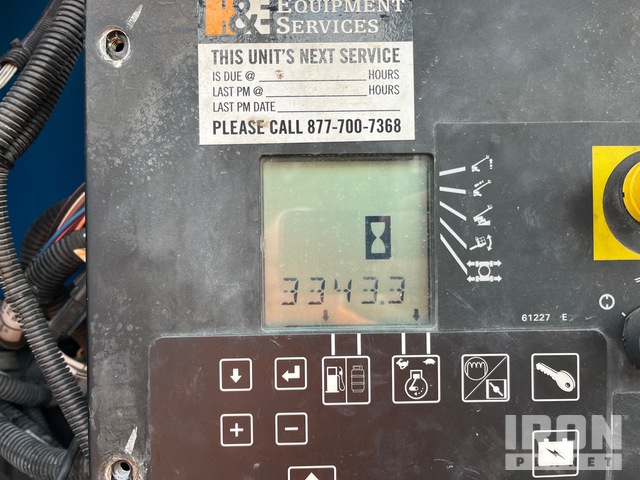 H&E EQUIPMENT
SERVICES
THIS UNIT'S NEXT SERVICE
IS DUE @ HOURS
LAST PM @ HOURS
LAST PM DATE
PLEASE CALL 877-700-7368
3343.3
61227 E
+ −
IRON
PLANET